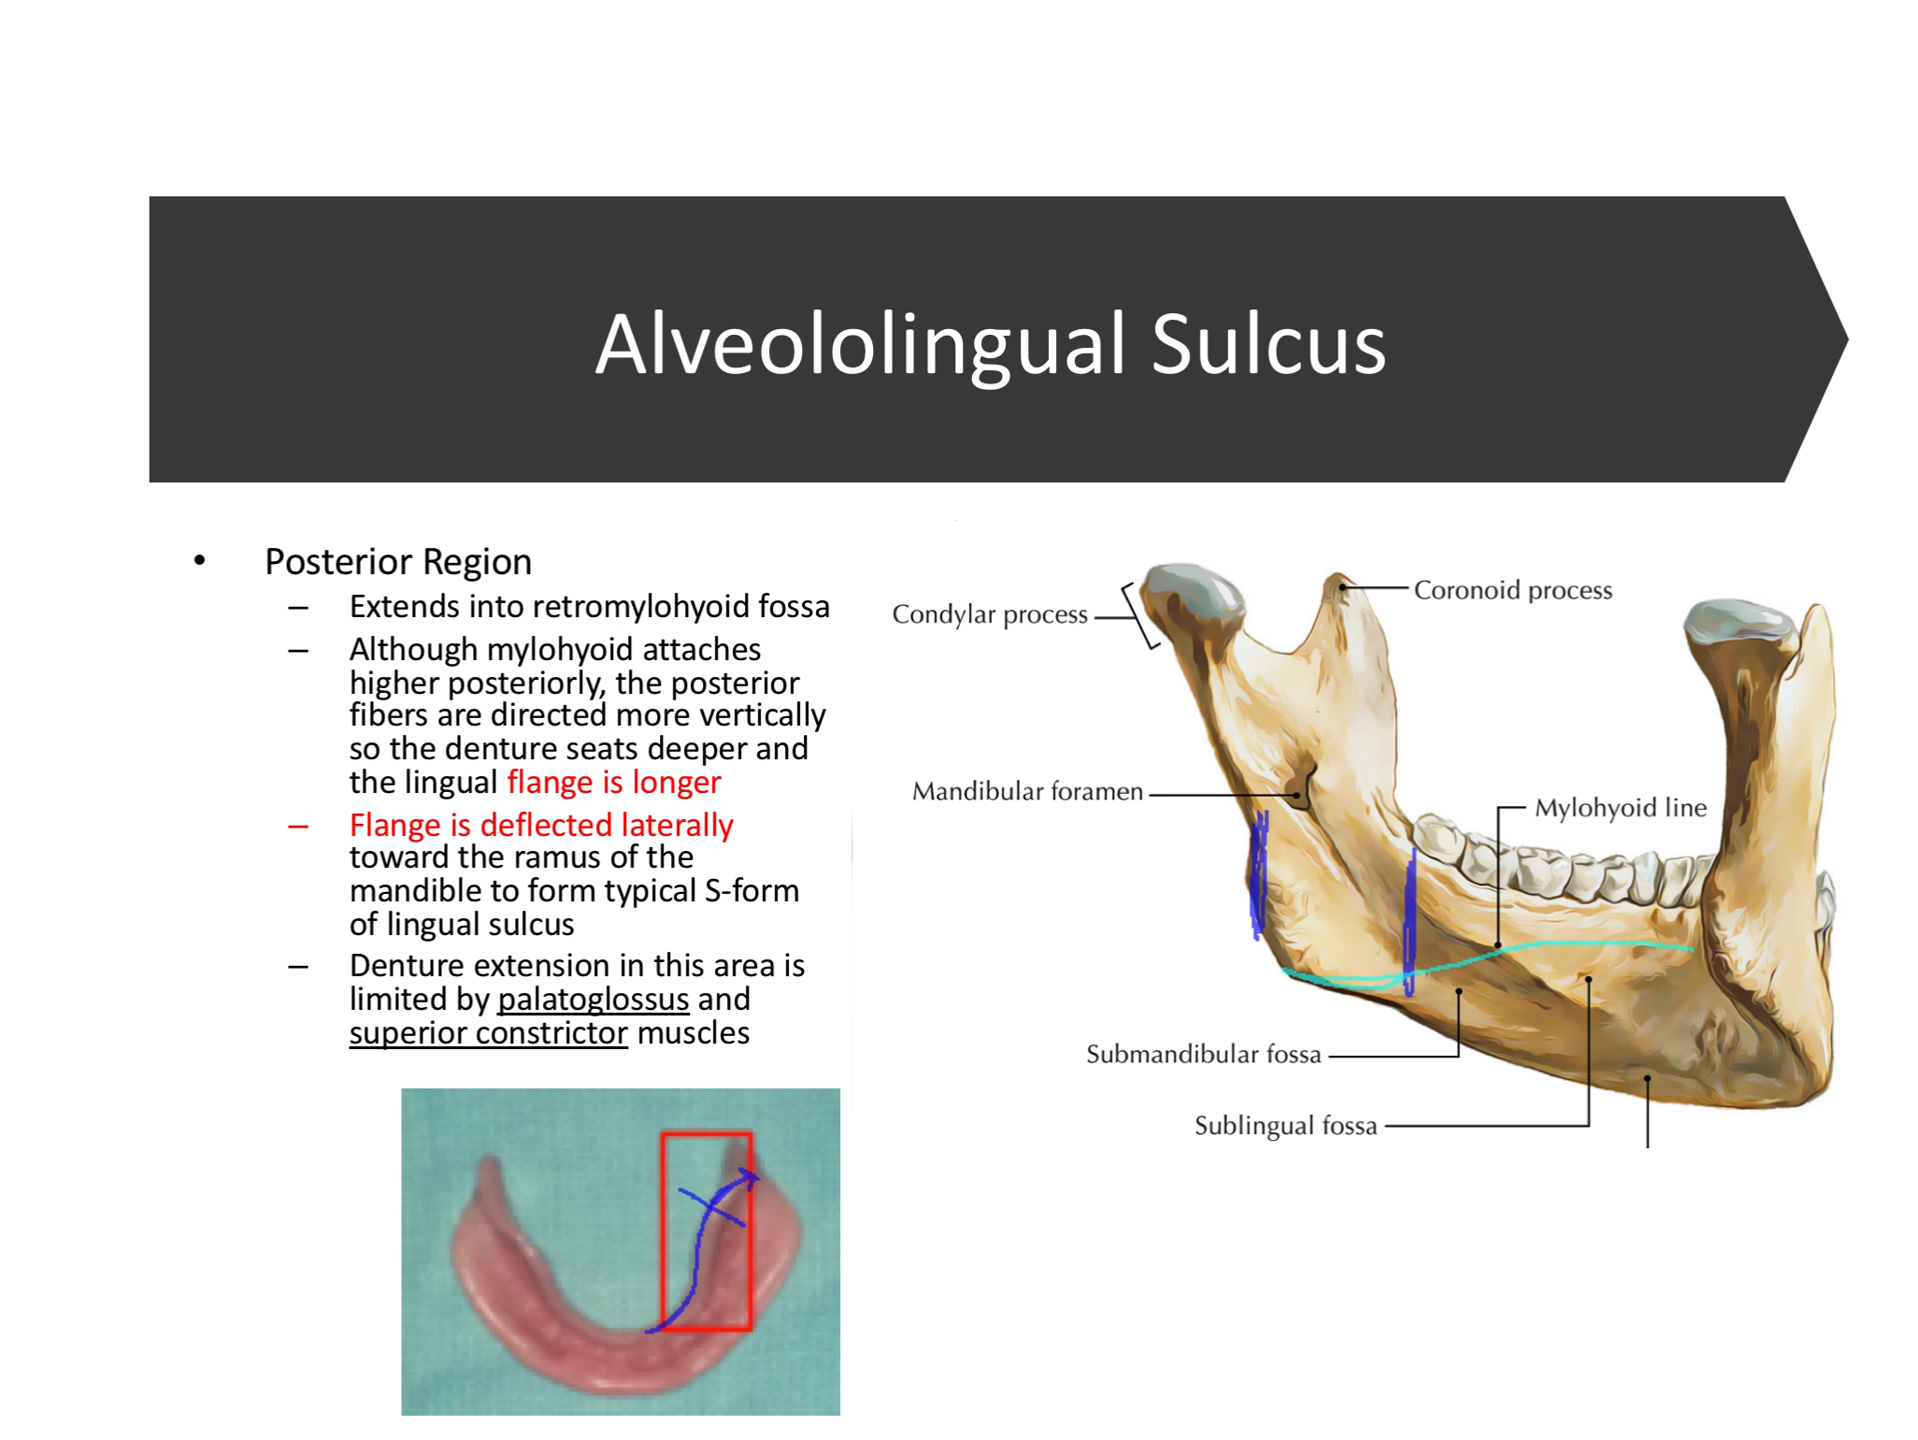 Alveololingual Sulcus
• Posterior Region
– Extends into retromylohyoid fossa
– Although mylohyoid attaches
higher posteriorly, the posterior
fibers are directed more vertically
so the denture seats deeper and
the lingual flange is longer
– Flange is deflected laterally
toward the ramus of the
mandible to form typical S-form
of lingual sulcus
– Denture extension in this area is
limited by palatoglossus and
superior constrictor muscles
Coronoid process
Condylar process
Mandibular foramen
Mylohyoid line
Submandibular fossa
Sublingual fossa